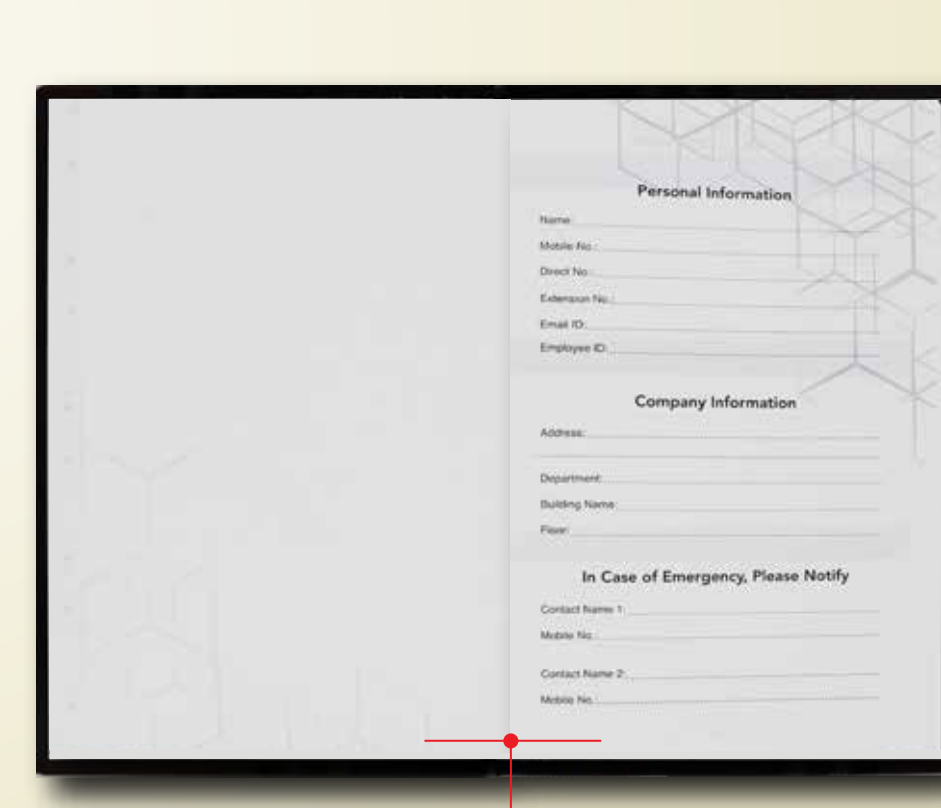 Personal Information
Name:
Mobile No.:
Direct No.:
Extension No.:
Email ID:
Employee ID:
Company Information
Address:
Department:
Building Name:
Floor:
In Case of Emergency, Please Notify
Contact Name 1:
Mobile No.
Contact Name 2:
Mobile No.